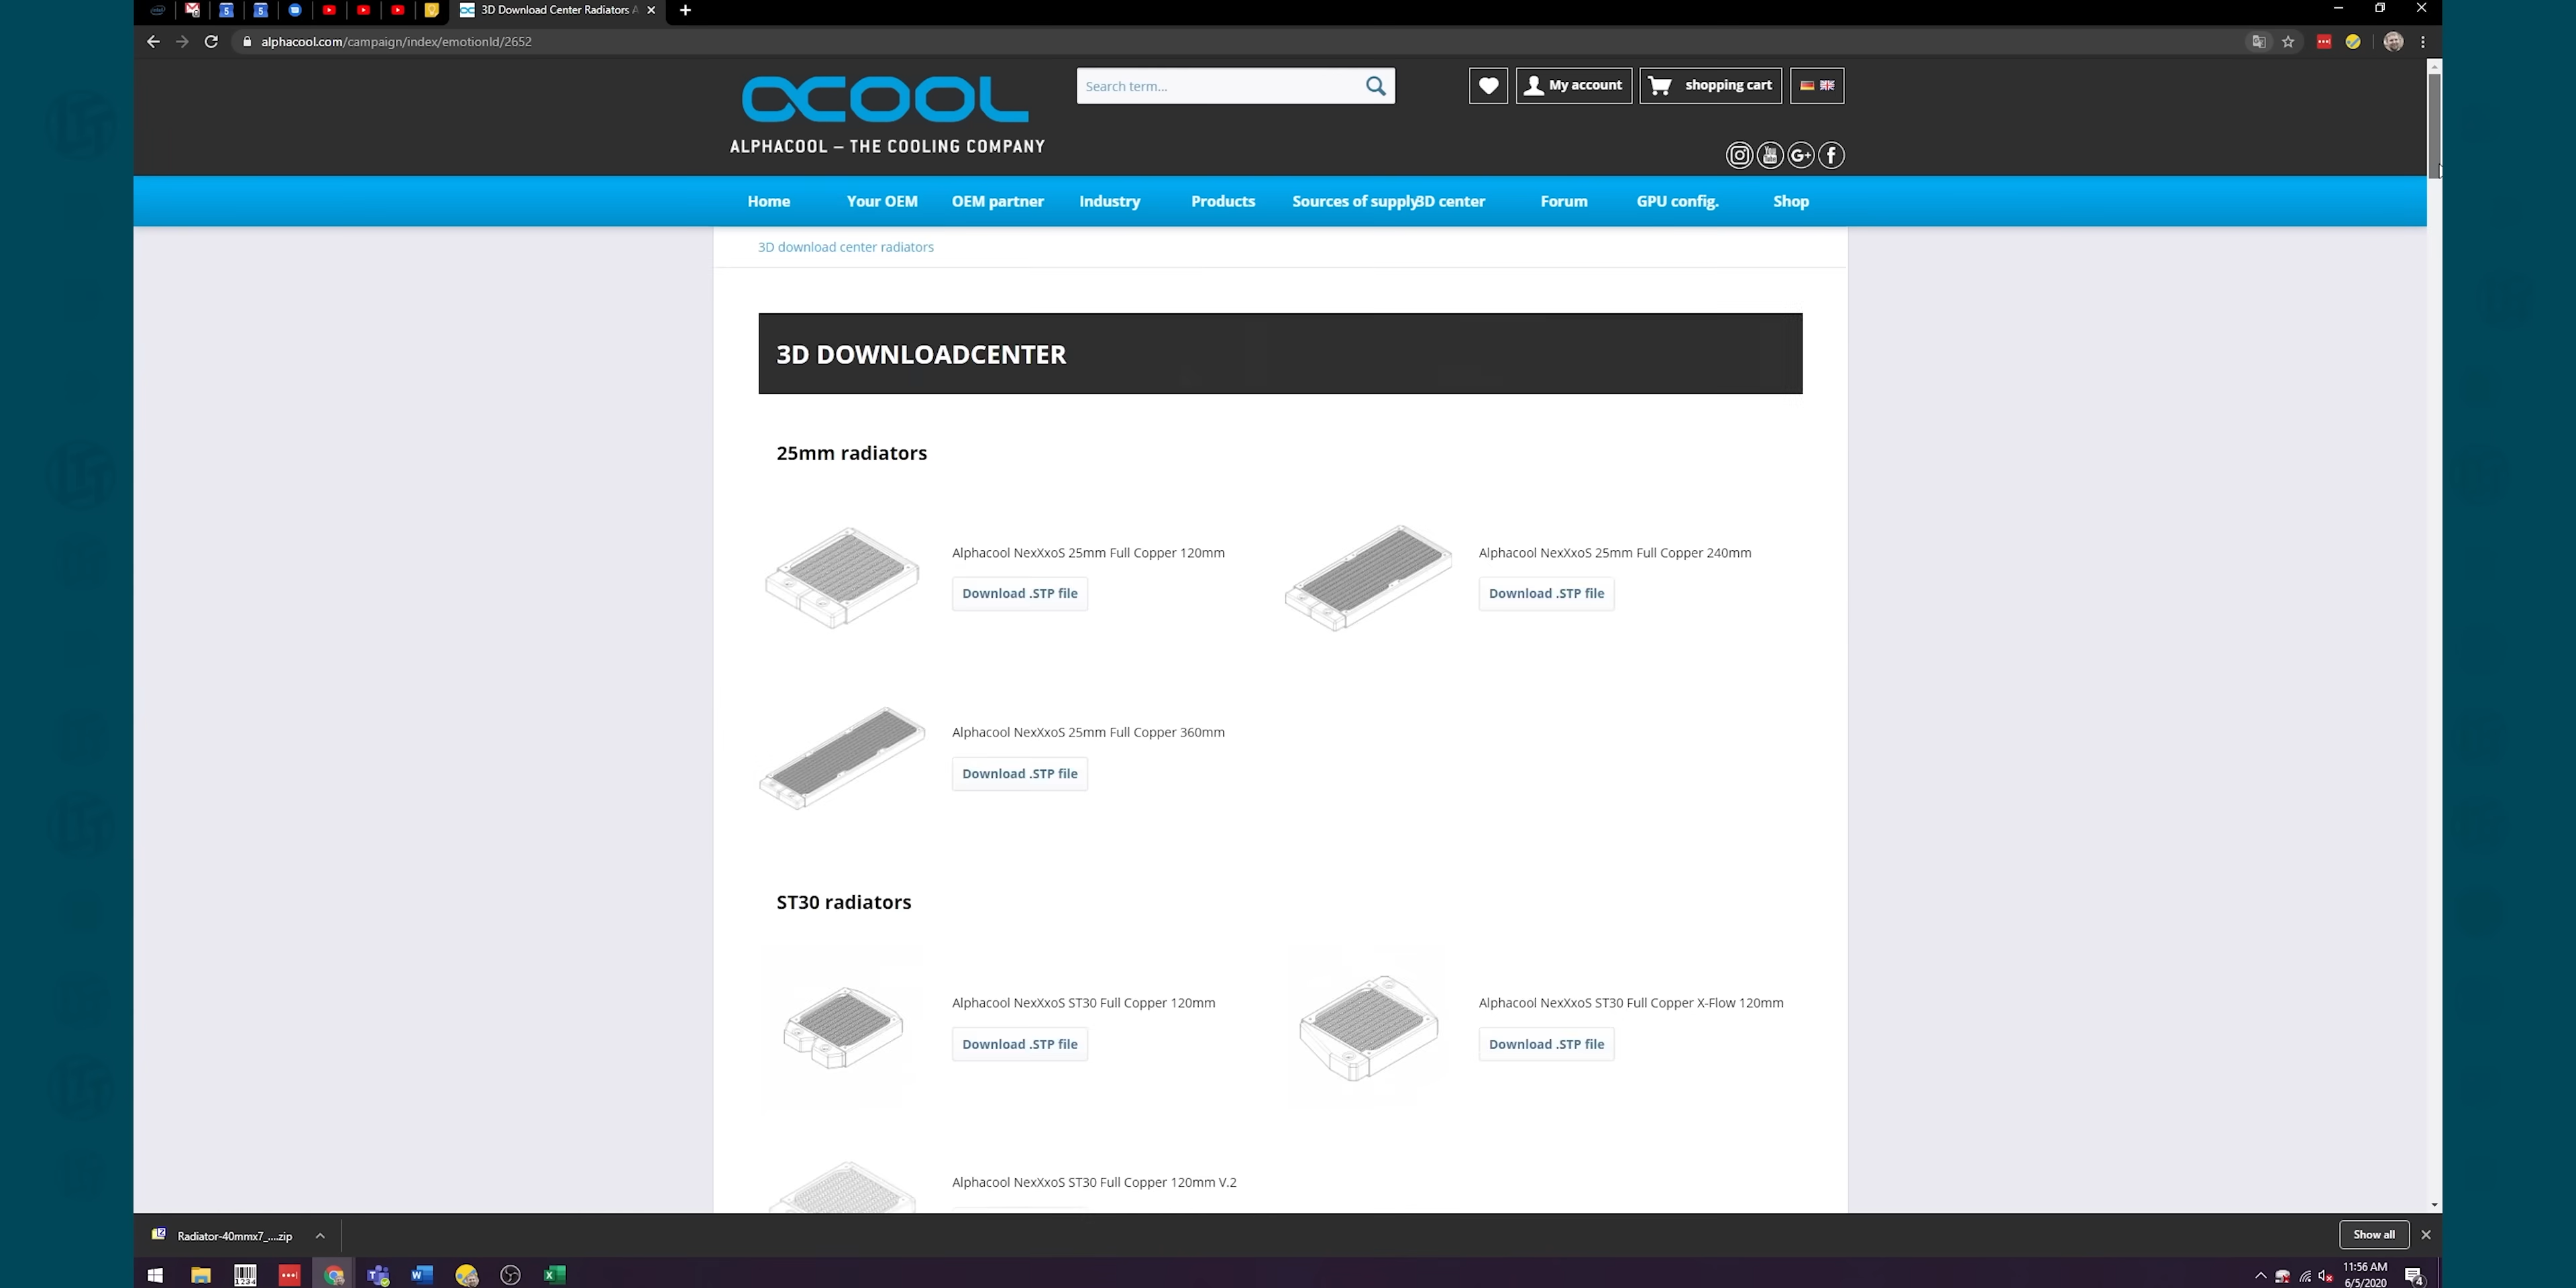 3D Download Center Radiators A
alphacool.com/campaign/index/emotionId/2652
COOL
ALPHACOOL – THE COOLING COMPANY
Search term...
My account
shopping cart
Home
Your OEM
OEM partner
Industry
Products
Sources of supply
3D center
Forum
GPU config.
Shop
3D download center radiators
3D DOWNLOADCENTER
25mm radiators
Alphacool NexXxoS 25mm Full Copper 120mm
Download .STP file
Alphacool NexXxoS 25mm Full Copper 240mm
Download .STP file
Alphacool NexXxoS 25mm Full Copper 360mm
Download .STP file
ST30 radiators
Alphacool NexXxoS ST30 Full Copper 120mm
Download .STP file
Alphacool NexXxoS ST30 Full Copper X-Flow 120mm
Download .STP file
Alphacool NexXxoS ST30 Full Copper 120mm V.2
Radiator-40mmx7_....zip
Show all
11:56 AM
6/5/2020
4